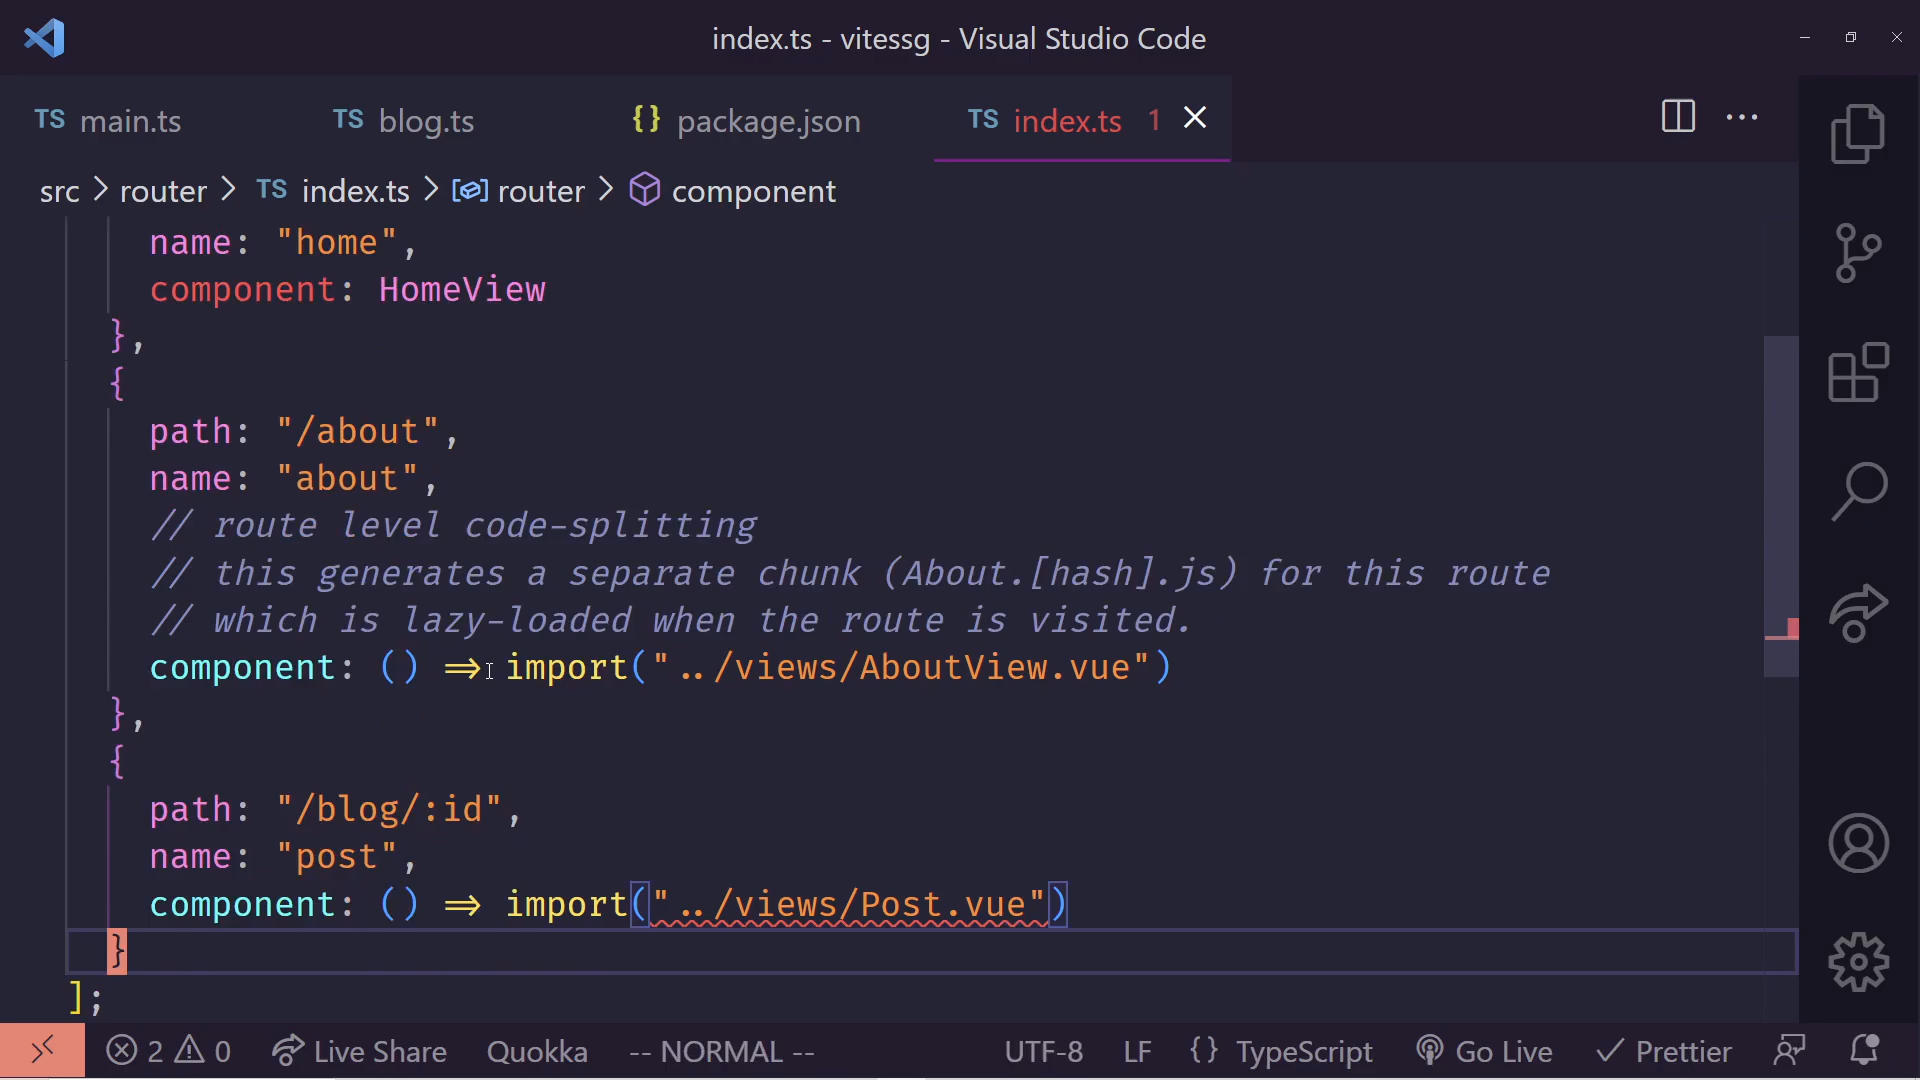 index.ts - vitessg - Visual Studio Code
TS main.ts TS blog.ts {} package.json TS index.ts 1
src > router > TS index.ts > router > component
name: "home",
component: HomeView
},
{
path: "/about",
name: "about",
// route level code-splitting
// this generates a separate chunk (About.[hash].js) for this route
// which is lazy-loaded when the route is visited.
component: () => import("../views/AboutView.vue")
},
{
path: "/blog/:id",
name: "post",
component: () => import("../views/Post.vue")
}
];
2 0 Live Share Quokka -- NORMAL -- UTF-8 LF {} TypeScript Go Live Prettier